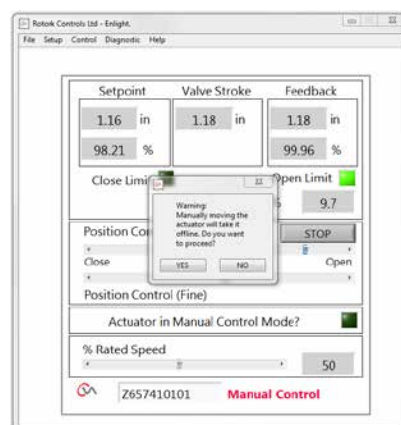 Rotork Controls Ltd - Enlight.
File Setup Control Diagnostic Help
Setpoint Valve Stroke Feedback
1.16 in 1.18 in 1.18 in
98.21 % 99.96 %
Close Limit Open Limit
9.7
Warning:
Manually moving the
actuator will take it
offline. Do you want
to proceed?
YES NO
Position STOP
Close Open
Position Control (Fine)
Actuator in Manual Control Mode?
% Rated Speed
50
Z657410101 Manual Control